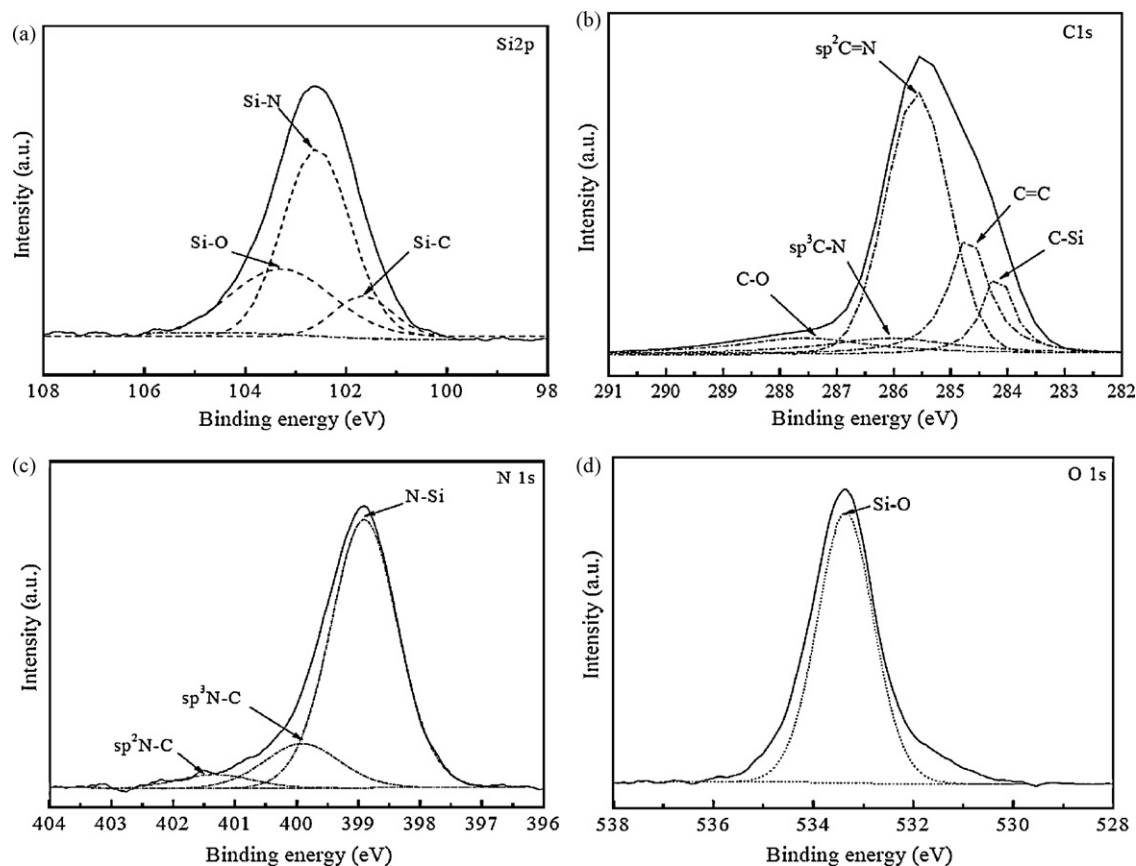 (a)
Si2p
Si-N
Si-O
Si-C
Intensity (a.u.)
108 106 104 102 100 98
Binding energy (eV)
(b)
C1s
sp²C=N
C=C
C-Si
sp³C-N
C-O
Intensity (a.u.)
291 290 289 288 287 286 285 284 283 282
Binding energy (eV)
(c)
N 1s
N-Si
sp³N-C
sp²N-C
Intensity (a.u.)
404 403 402 401 400 399 398 397 396
Binding energy (eV)
(d)
O 1s
Si-O
Intensity (a.u.)
538 536 534 532 530 528
Binding energy (eV)